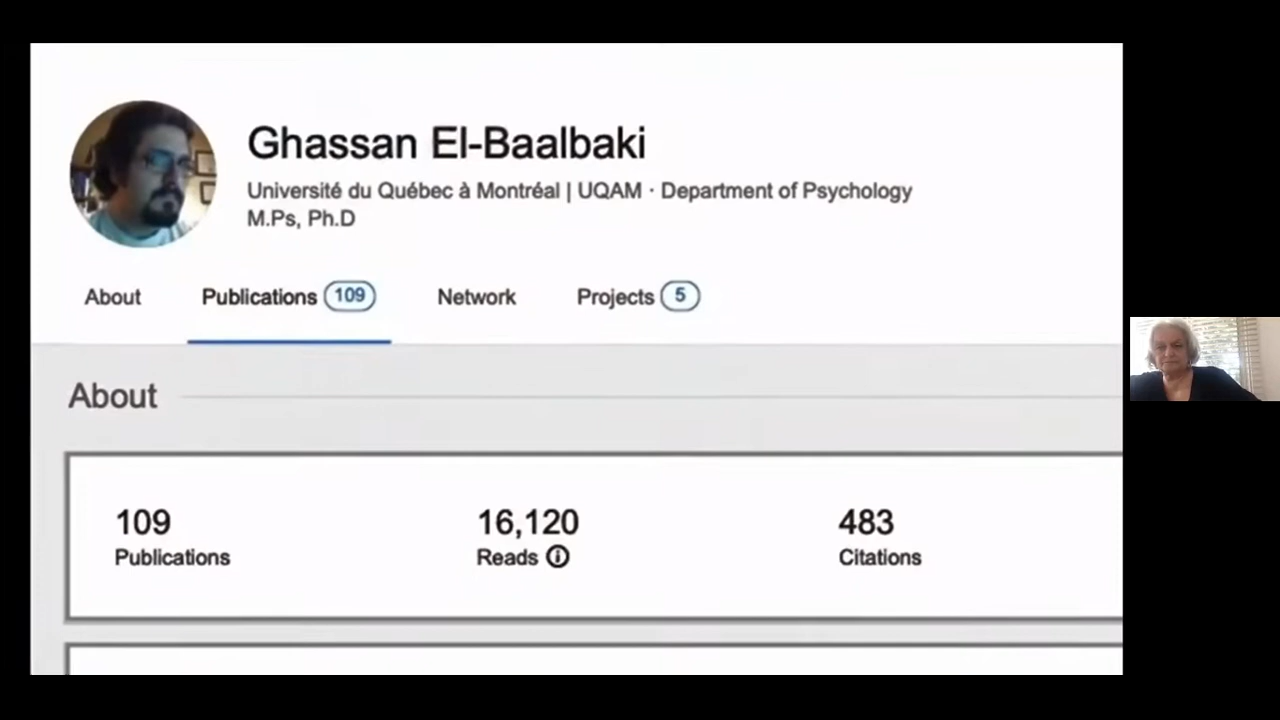 Ghassan El-Baalbaki
Université du Québec à Montréal | UQAM · Department of Psychology
M.Ps, Ph.D
About Publications 109 Network Projects 5
About
109 16,120 483
Publications Reads Citations